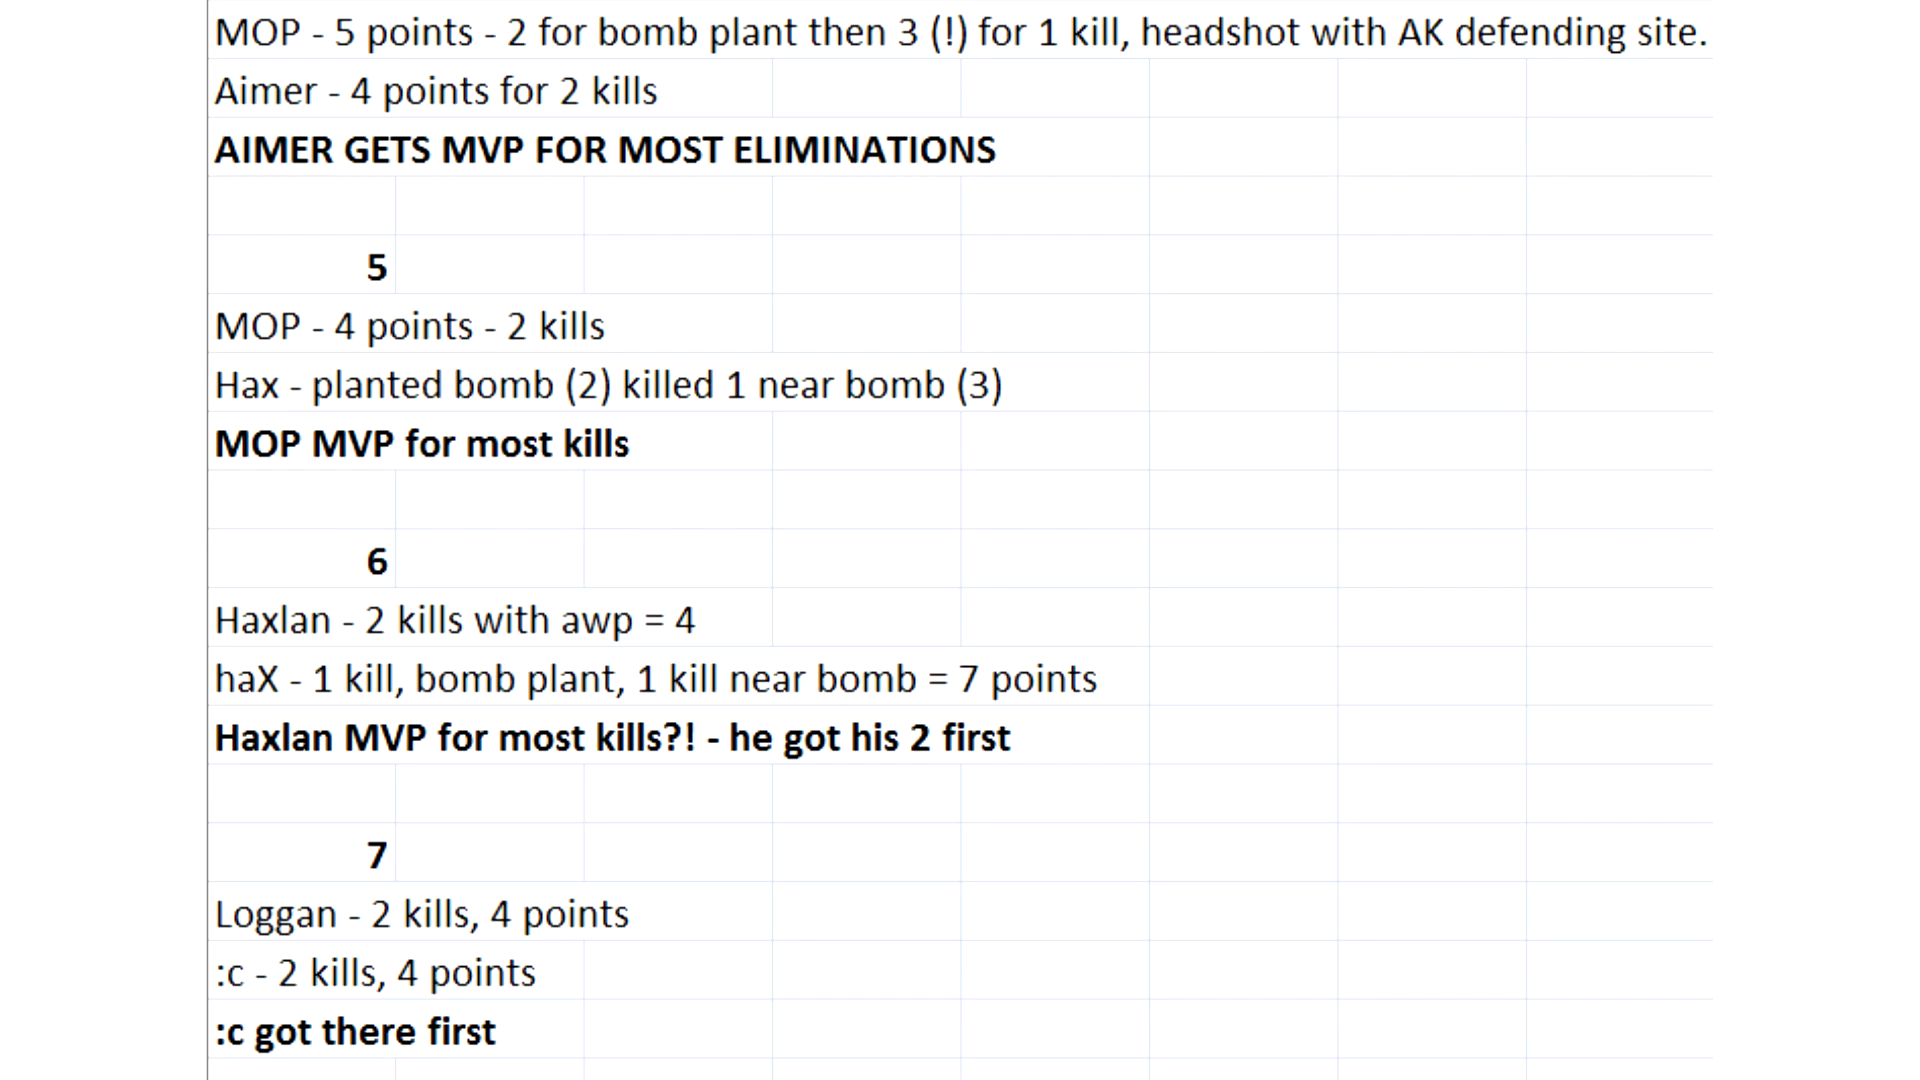 MOP - 5 points - 2 for bomb plant then 3 (!) for 1 kill, headshot with AK defending site.
Aimer - 4 points for 2 kills
AIMER GETS MVP FOR MOST ELIMINATIONS
5
MOP - 4 points - 2 kills
Hax - planted bomb (2) killed 1 near bomb (3)
MOP MVP for most kills
6
Haxlan - 2 kills with awp = 4
haX - 1 kill, bomb plant, 1 kill near bomb = 7 points
Haxlan MVP for most kills?! - he got his 2 first
7
Loggan - 2 kills, 4 points
:c - 2 kills, 4 points
:c got there first